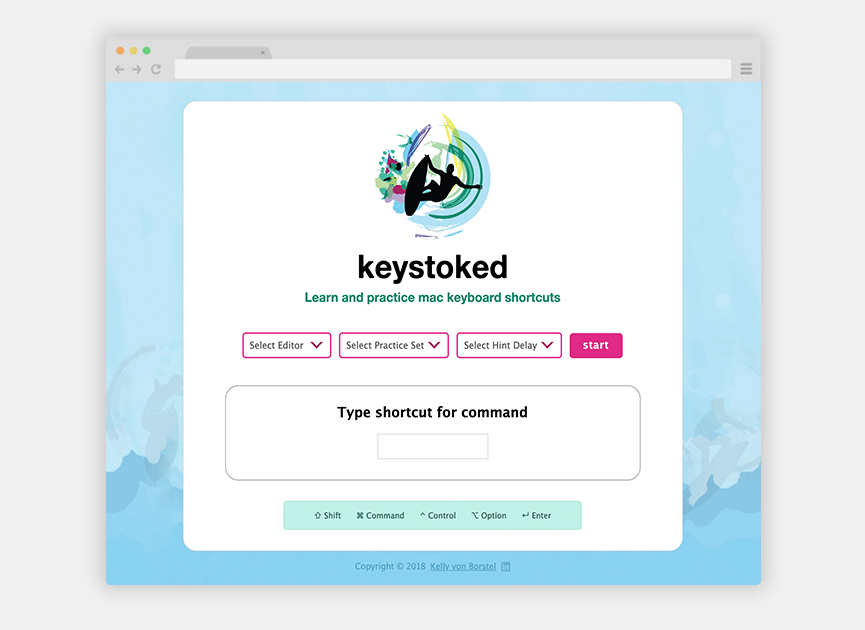 keystoked
Learn and practice mac keyboard shortcuts
Select Editor Select Practice Set Select Hint Delay start
Type shortcut for command
⇧ Shift ⌘ Command ^ Control ⌥ Option ↵ Enter
Copyright © 2018 Kelly von Borstel in